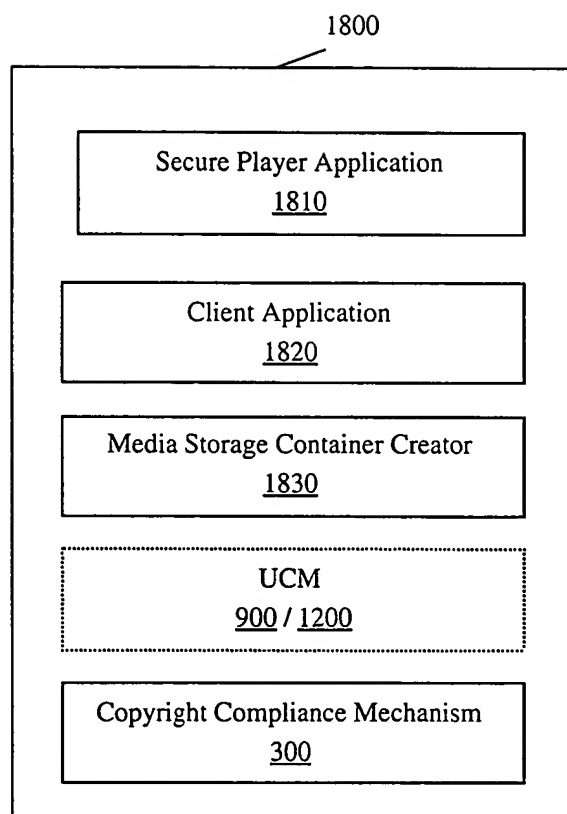 1800
Secure Player Application
1810
Client Application
1820
Media Storage Container Creator
1830
UCM
900 / 1200
Copyright Compliance Mechanism
300